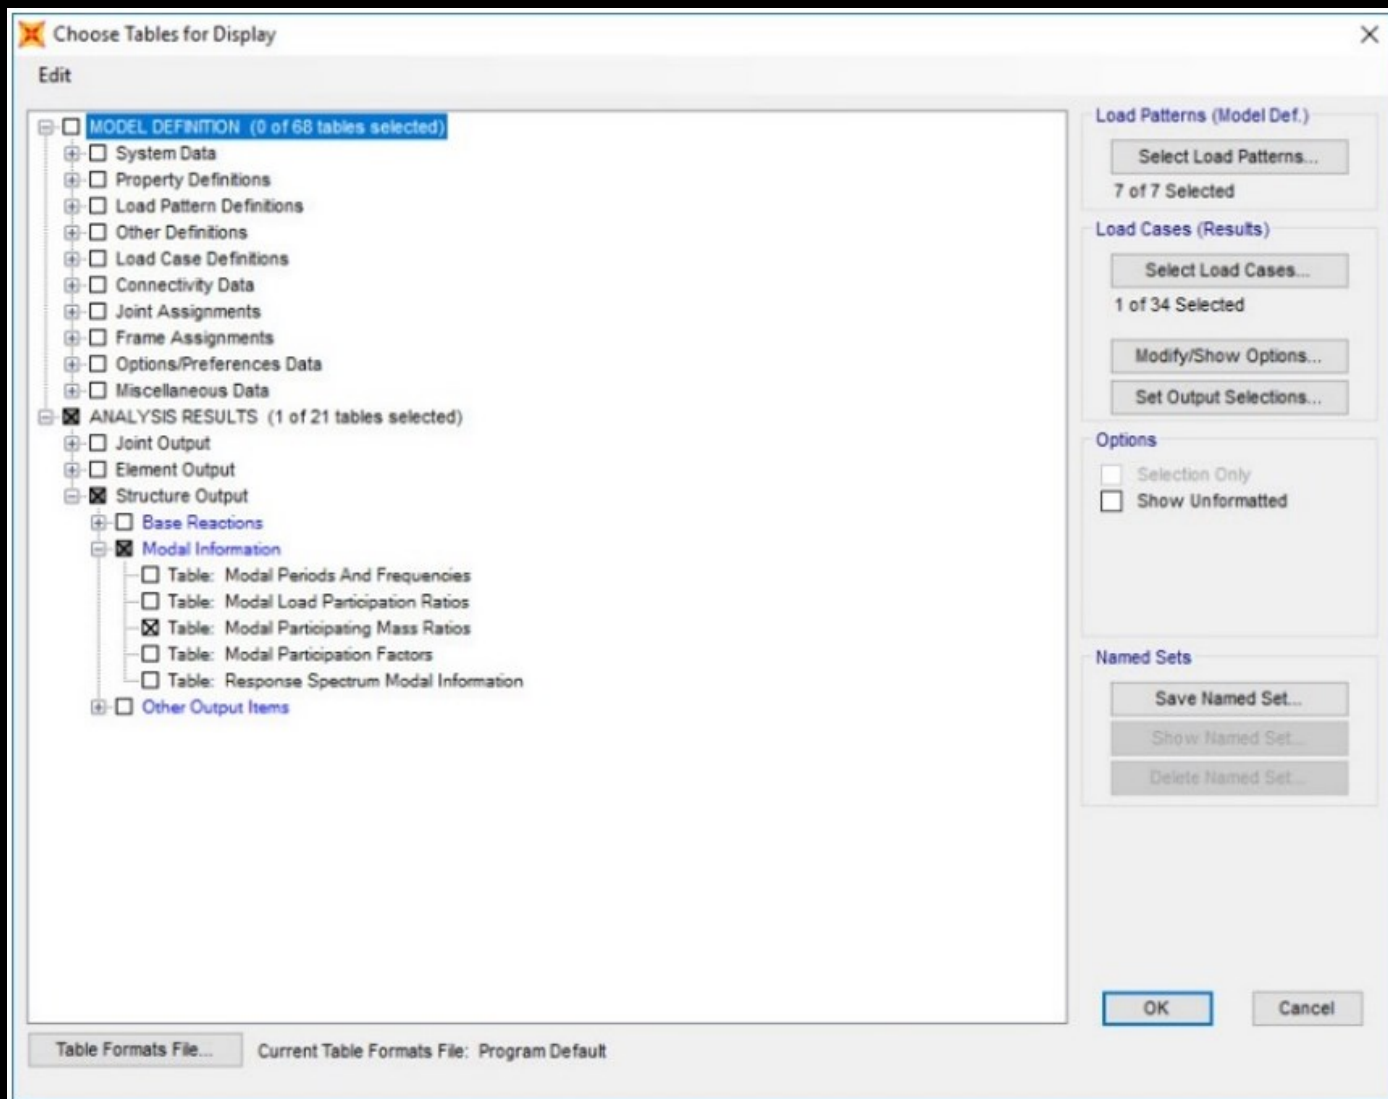 Choose Tables for Display
Edit
MODEL DEFINITION (0 of 68 tables selected)
System Data
Property Definitions
Load Pattern Definitions
Other Definitions
Load Case Definitions
Connectivity Data
Joint Assignments
Frame Assignments
Options/Preferences Data
Miscellaneous Data
ANALYSIS RESULTS (1 of 21 tables selected)
Joint Output
Element Output
Structure Output
Base Reactions
Modal Information
Table: Modal Periods And Frequencies
Table: Modal Load Participation Ratios
Table: Modal Participating Mass Ratios
Table: Modal Participation Factors
Table: Response Spectrum Modal Information
Other Output Items
Load Patterns (Model Def.)
Select Load Patterns...
7 of 7 Selected
Load Cases (Results)
Select Load Cases...
1 of 34 Selected
Modify/Show Options...
Set Output Selections...
Options
Selection Only
Show Unformatted
Named Sets
Save Named Set...
Show Named Set...
Delete Named Set...
OK
Cancel
Table Formats File...
Current Table Formats File: Program Default